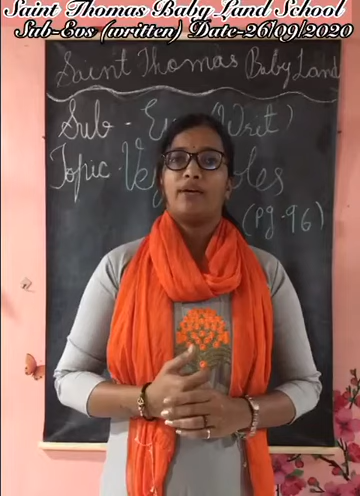 Saint Thomas Baby Land School
Sub-Evs (written) Date-26/09/2020
Saint Thomas Baby Land
Sub - Writ)
Topic
(Pg-96)